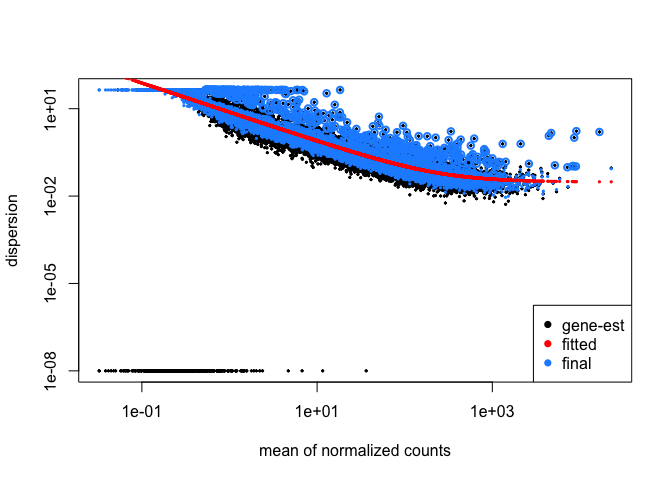 dispersion
1e+01
1e-02
1e-05
1e-08
gene-est
fitted
final
1e-01
1e+01
1e+03
mean of normalized counts